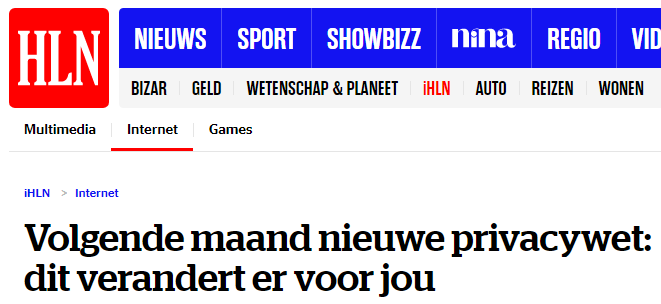 HLN
NIEUWS SPORT SHOWBIZZ nina REGIO VID
BIZAR GELD WETENSCHAP & PLANEET iHLN AUTO REIZEN WONEN
Multimedia Internet Games
iHLN > Internet
Volgende maand nieuwe privacywet:
dit verandert er voor jou